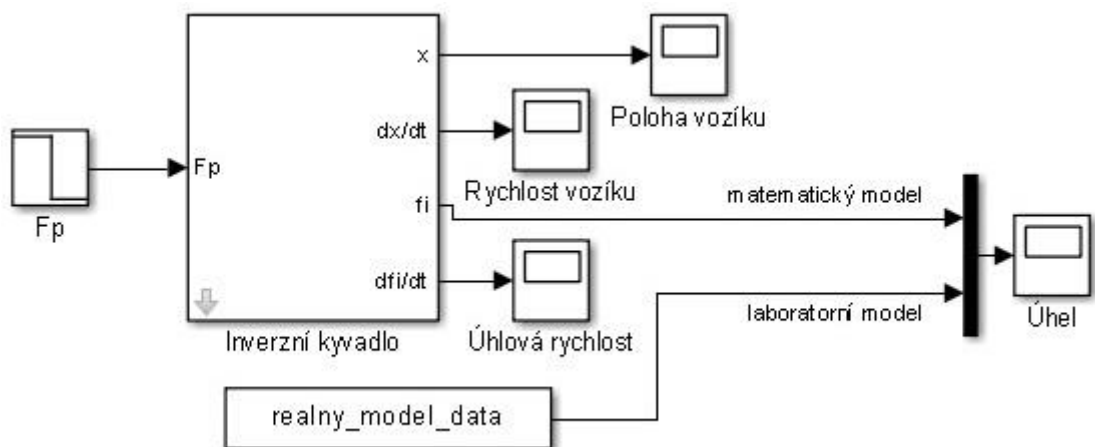 x
Poloha vozíku
dx/dt
Fp
Rychlost vozíku
matematický model
fi
Fp
dfi/dt
laboratorní model
Inverzní kyvadlo
Úhlová rychlost
Úhel
realny_model_data